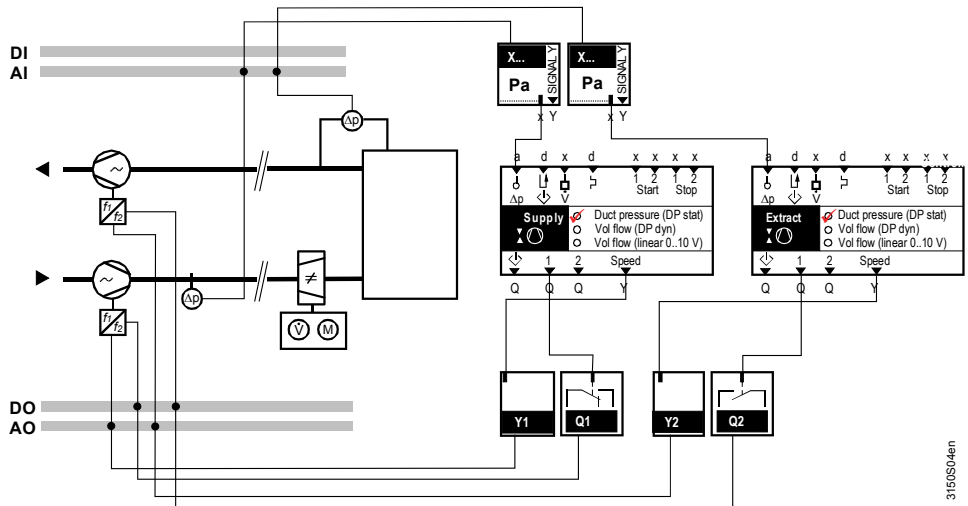 DI
AI
X...
Pa
SIGNAL Y
x Y
X...
Pa
SIGNAL Y
x Y
Δp
~
f1
f2
~
f1
f2
Δp
≠
V̇
M
a d x d x x x x
1 2 1 2
Start Stop
Δp V̇
Supply
Duct pressure (DP stat)
Vol flow (DP dyn)
Vol flow (linear 0..10 V)
1 2 Speed
Q Q Q Y
a d x d x x x x
1 2 1 2
Start Stop
Δp V̇
Extract
Duct pressure (DP stat)
Vol flow (DP dyn)
Vol flow (linear 0..10 V)
1 2 Speed
Q Q Q Y
DO
AO
Y1
Q1
Y2
Q2
3150S04en